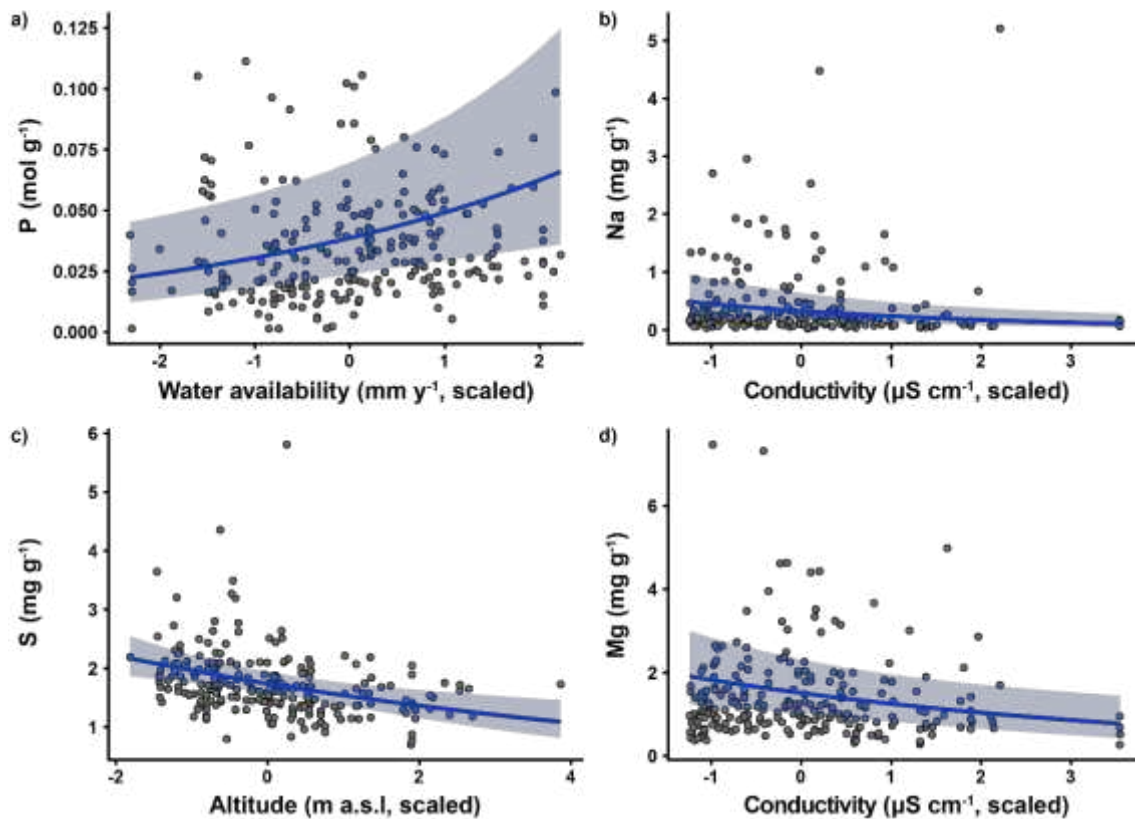 a)
0.125
0.100
0.075
0.050
0.025
0.000
P (mol g⁻¹)
-2 -1 0 1 2
Water availability (mm y⁻¹, scaled)
b)
5
4
3
2
1
0
Na (mg g⁻¹)
-1 0 1 2 3
Conductivity (µS cm⁻¹, scaled)
c)
6
5
4
3
2
1
S (mg g⁻¹)
-2 0 2 4
Altitude (m a.s.l, scaled)
d)
6
4
2
0
Mg (mg g⁻¹)
-1 0 1 2 3
Conductivity (µS cm⁻¹, scaled)